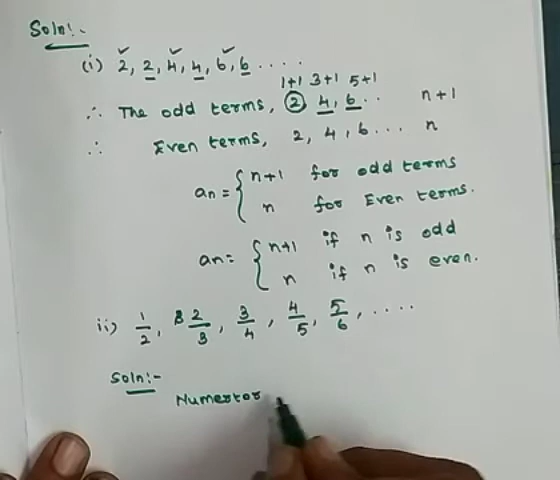 Soln:-
(i) 2, 2, 4, 4, 6, 6 ....
1+1 3+1 5+1
∴ The odd terms, 2 4, 6.. n+1
∴ Even terms, 2, 4, 6... n
an = { n+1 for odd terms
n for Even terms.
an = { n+1 if n is odd
n if n is even.
ii) 1/2, 2/3, 3/4, 4/5, 5/6, ....
Soln:-
Numertor